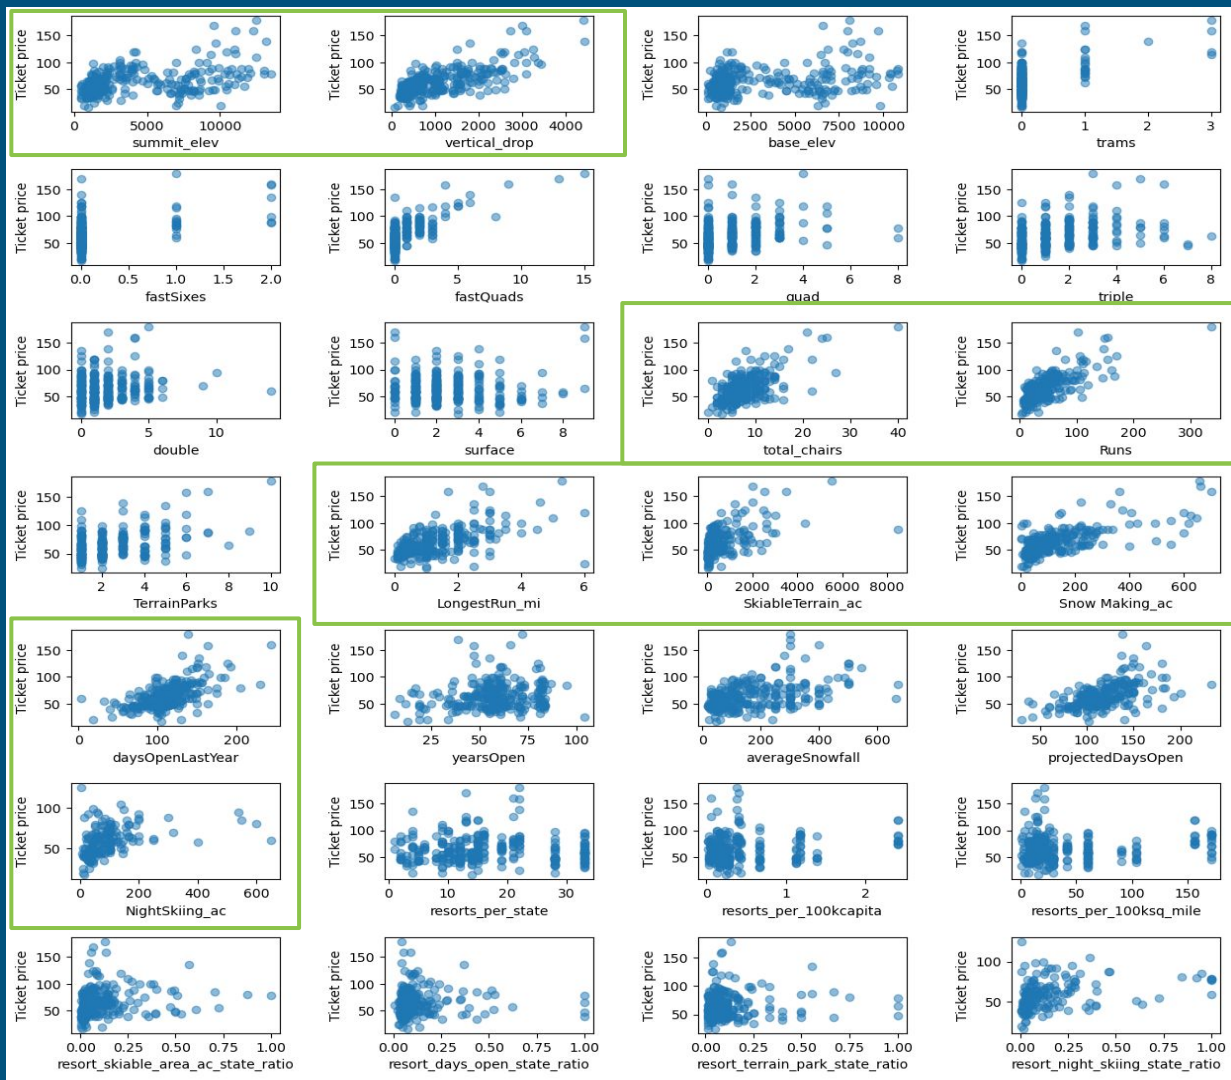 Ticket price
150
100
50
0 5000 10000
summit_elev
Ticket price
150
100
50
0 1000 2000 3000 4000
vertical_drop
Ticket price
150
100
50
0 2500 5000 7500 10000
base_elev
Ticket price
150
100
50
0 1 2 3
trams
Ticket price
150
100
50
0.0 0.5 1.0 1.5 2.0
fastSixes
Ticket price
150
100
50
0 5 10 15
fastQuads
Ticket price
150
100
50
0 2 4 6 8
quad
Ticket price
150
100
50
0 2 4 6 8
triple
Ticket price
150
100
50
0 5 10
double
Ticket price
150
100
50
0 2 4 6 8
surface
Ticket price
150
100
50
0 10 20 30 40
total_chairs
Ticket price
150
100
50
0 100 200 300
Runs
Ticket price
150
100
50
2 4 6 8 10
TerrainParks
Ticket price
150
100
50
0 2 4 6
LongestRun_mi
Ticket price
150
100
50
0 2000 4000 6000 8000
SkiableTerrain_ac
Ticket price
150
100
50
0 200 400 600
Snow Making_ac
Ticket price
150
100
50
0 100 200
daysOpenLastYear
Ticket price
150
100
50
25 50 75 100
yearsOpen
Ticket price
150
100
50
0 200 400 600
averageSnowfall
Ticket price
150
100
50
50 100 150 200
projectedDaysOpen
Ticket price
100
50
0 200 400 600
NightSkiing_ac
Ticket price
150
100
50
0 10 20 30
resorts_per_state
Ticket price
150
100
50
0 1 2
resorts_per_100kcapita
Ticket price
150
100
50
0 50 100 150
resorts_per_100ksq_mile
Ticket price
150
100
50
0.00 0.25 0.50 0.75 1.00
resort_skiable_area_ac_state_ratio
Ticket price
150
100
50
0.00 0.25 0.50 0.75 1.00
resort_days_open_state_ratio
Ticket price
150
100
50
0.00 0.25 0.50 0.75 1.00
resort_terrain_park_state_ratio
Ticket price
100
50
0.00 0.25 0.50 0.75 1.00
resort_night_skiing_state_ratio